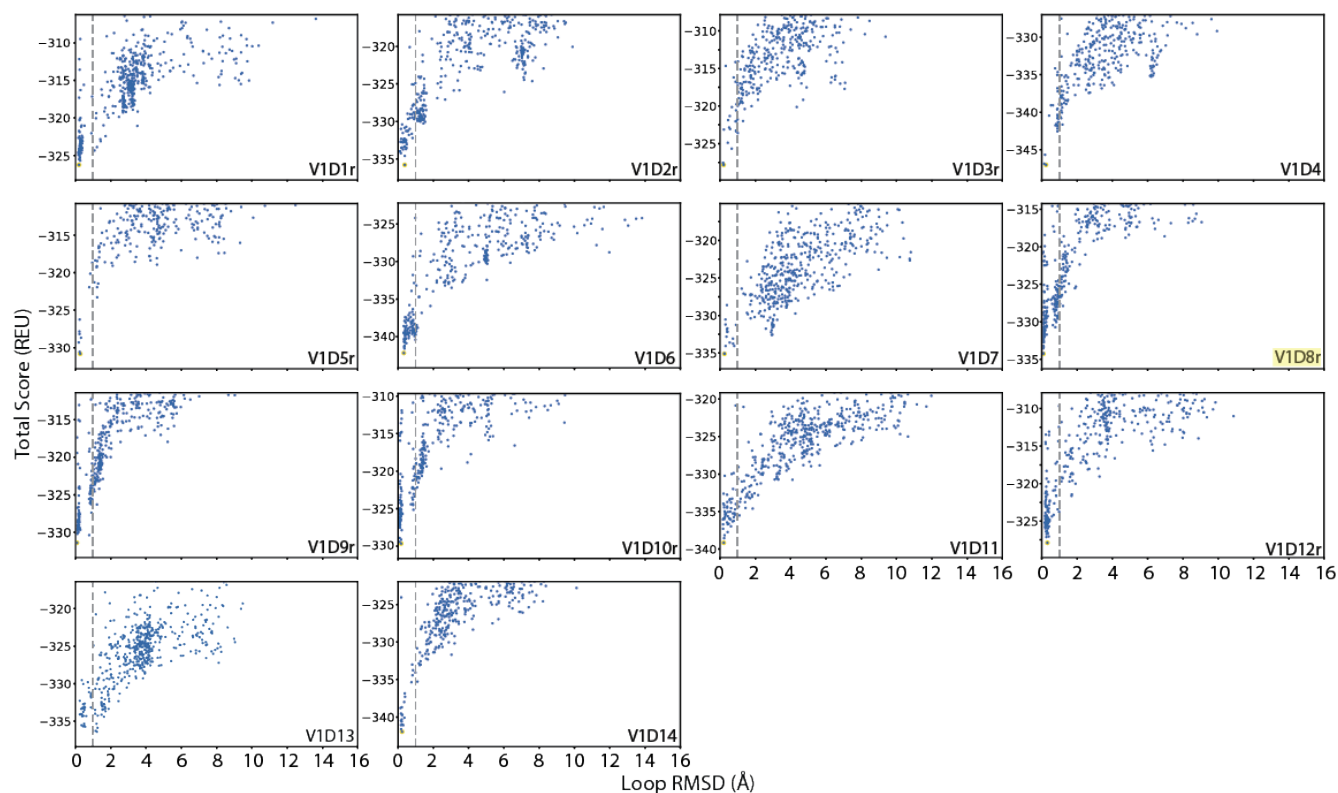 Total Score (REU)
−310
−315
−320
−325
V1D1r
−320
−325
−330
−335
V1D2r
−310
−315
−320
−325
V1D3r
−330
−335
−340
−345
V1D4
−315
−320
−325
−330
V1D5r
−325
−330
−335
−340
V1D6
−320
−325
−330
−335
V1D7
−315
−320
−325
−330
−335
V1D8r
−315
−320
−325
−330
V1D9r
−310
−315
−320
−325
−330
V1D10r
−320
−325
−330
−335
−340
V1D11
0 2 4 6 8 10 12 14 16
−310
−315
−320
−325
V1D12r
0 2 4 6 8 10 12 14 16
−320
−325
−330
−335
V1D13
0 2 4 6 8 10 12 14 16
−325
−330
−335
−340
V1D14
0 2 4 6 8 10 12 14 16
Loop RMSD (Å)